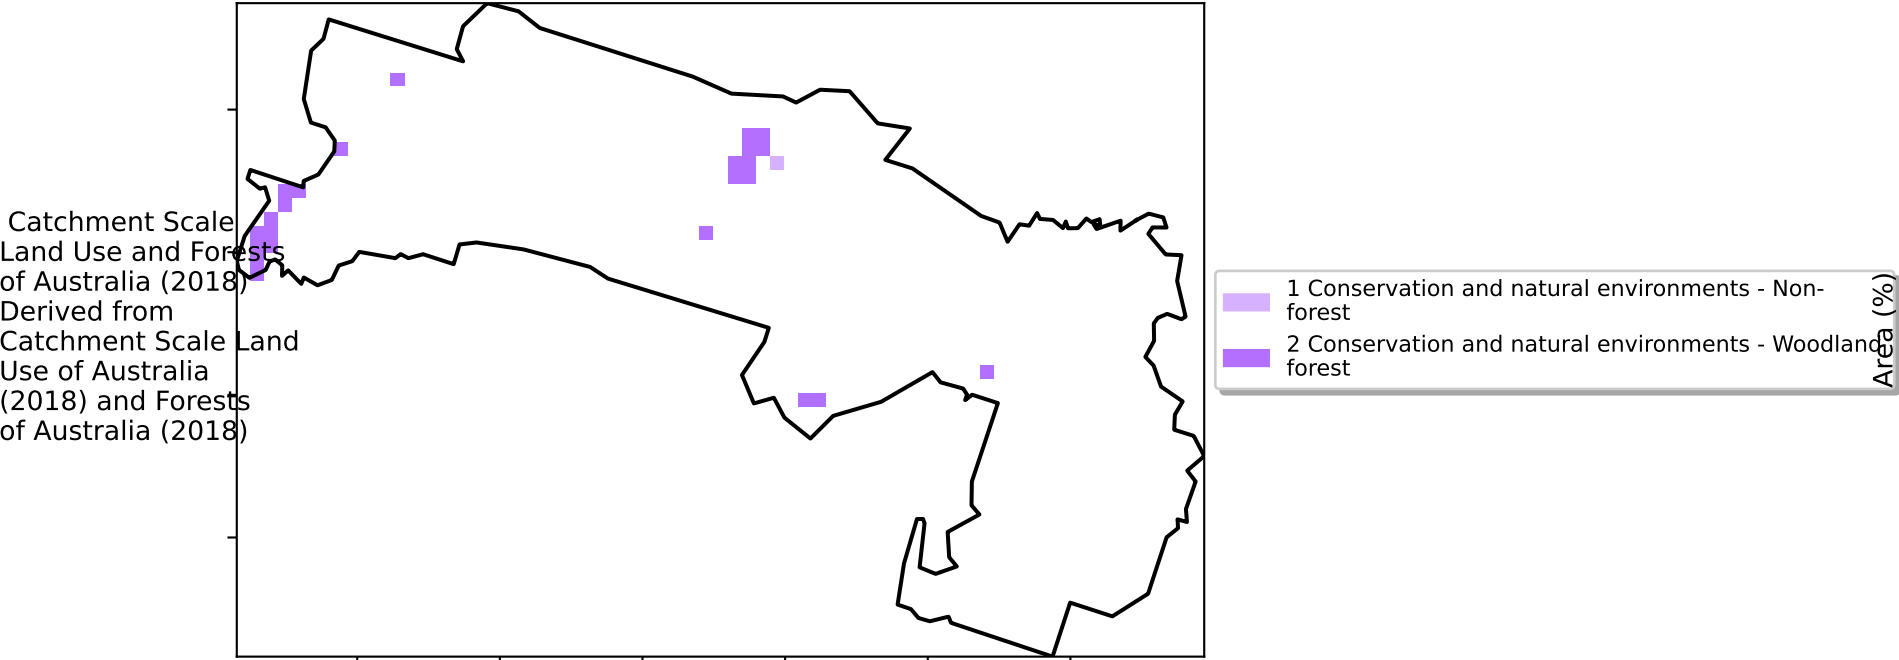 Catchment Scale
Land Use and Forests
of Australia (2018)
Derived from
Catchment Scale Land
Use of Australia
(2018) and Forests
of Australia (2018)
1 Conservation and natural environments - Non-
forest
2 Conservation and natural environments - Woodland
forest
Area (%)